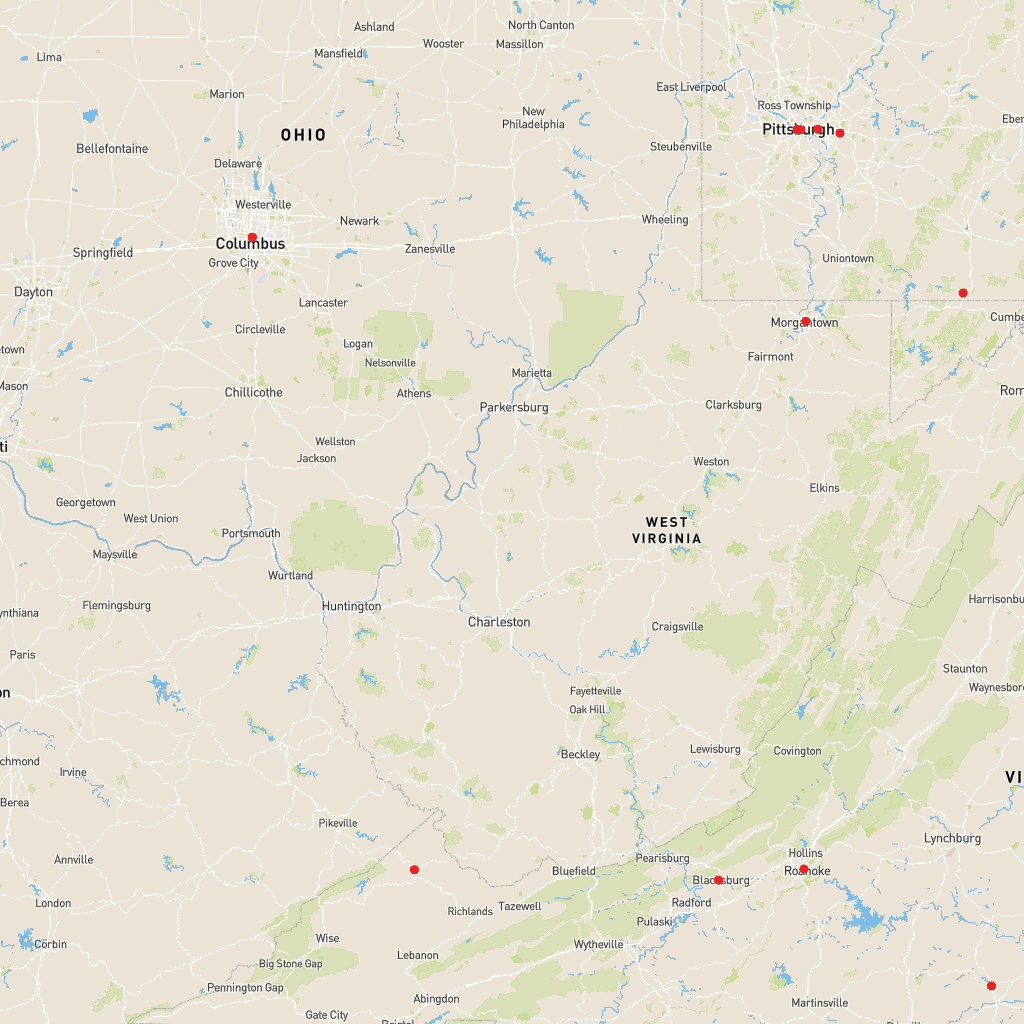 Ashland
North Canton
Wooster
Massillon
Mansfield
Lima
East Liverpool
Marion
Ross Township
New
Philadelphia
OHIO
Pittsburgh
Bellefontaine
Steubenville
Delaware
Westerville
Newark
Wheeling
Columbus
Zanesville
Springfield
Grove City
Uniontown
Dayton
Lancaster
Morgantown
Circleville
Logan
Nelsonville
Fairmont
Marietta
Mason
Chillicothe
Athens
Parkersburg
Clarksburg
Wellston
Jackson
Weston
Elkins
Georgetown
West Union
WEST
VIRGINIA
Portsmouth
Maysville
Wurtland
Flemingsburg
Huntington
Harrisonbu
Charleston
Craigsville
Paris
Staunton
Fayetteville
Waynesboro
Oak Hill
Lewisburg
Covington
Beckley
Irvine
VI
Berea
Pikeville
Lynchburg
Hollins
Annville
Pearisburg
Bluefield
Roanoke
Blacksburg
London
Radford
Tazewell
Richlands
Pulaski
Wise
Corbin
Wytheville
Lebanon
Big Stone Gap
Pennington Gap
Abingdon
Martinsville
Gate City